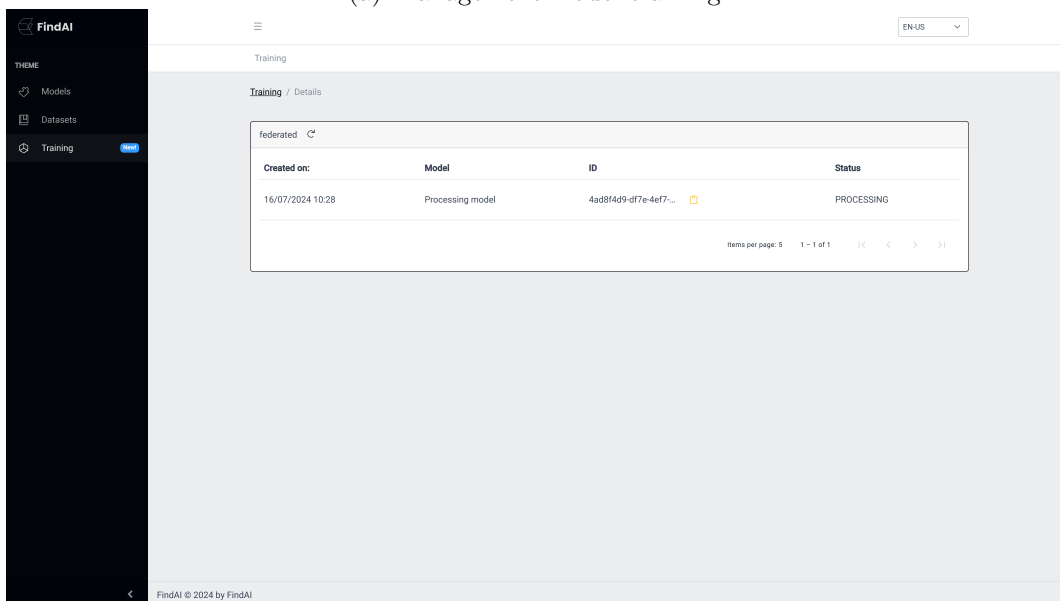 FindAI
EN-US
THEME
Training
Models
Training / Details
Datasets
Training New!
federated
Created on: Model ID Status
16/07/2024 10:28 Processing model 4ad8f4d9-df7e-4ef7-... PROCESSING
Items per page: 5 1 – 1 of 1
FindAI © 2024 by FindAI